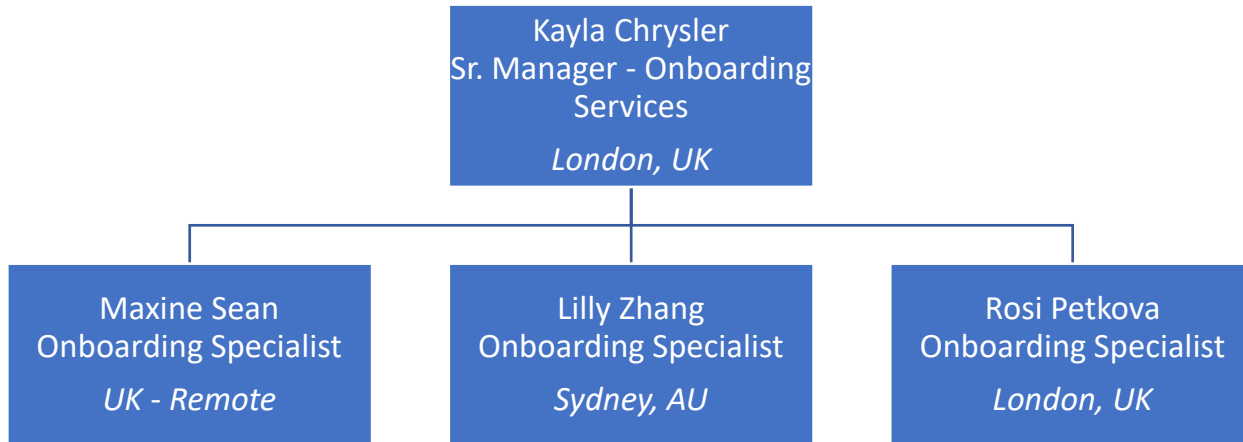 Kayla Chrysler
Sr. Manager - Onboarding
Services
London, UK
Maxine Sean
Onboarding Specialist
UK - Remote
Lilly Zhang
Onboarding Specialist
Sydney, AU
Rosi Petkova
Onboarding Specialist
London, UK